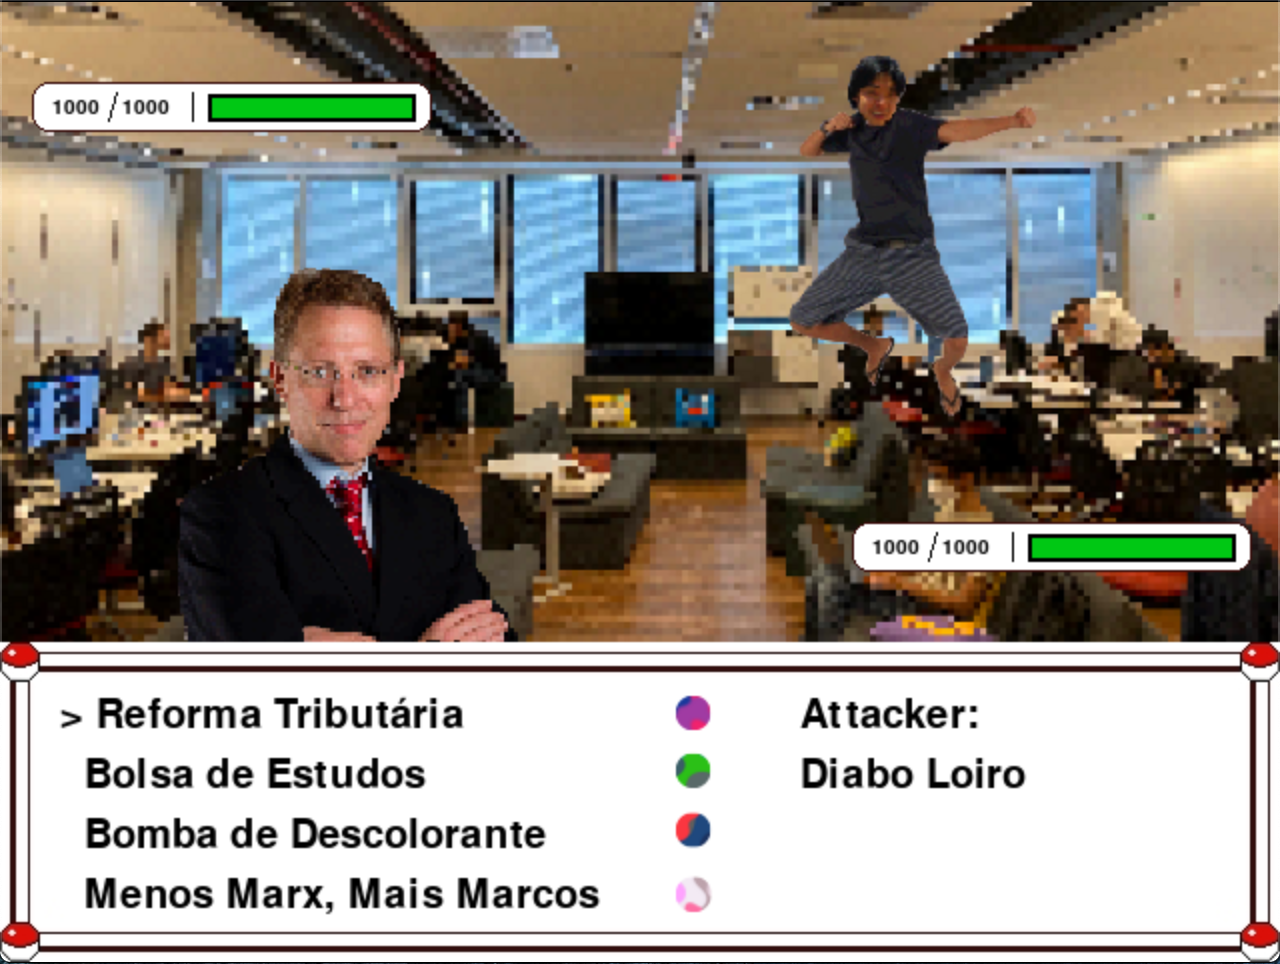 1000 / 1000
1000 / 1000
> Reforma Tributária
Bolsa de Estudos
Bomba de Descolorante
Menos Marx, Mais Marcos
Attacker:
Diabo Loiro